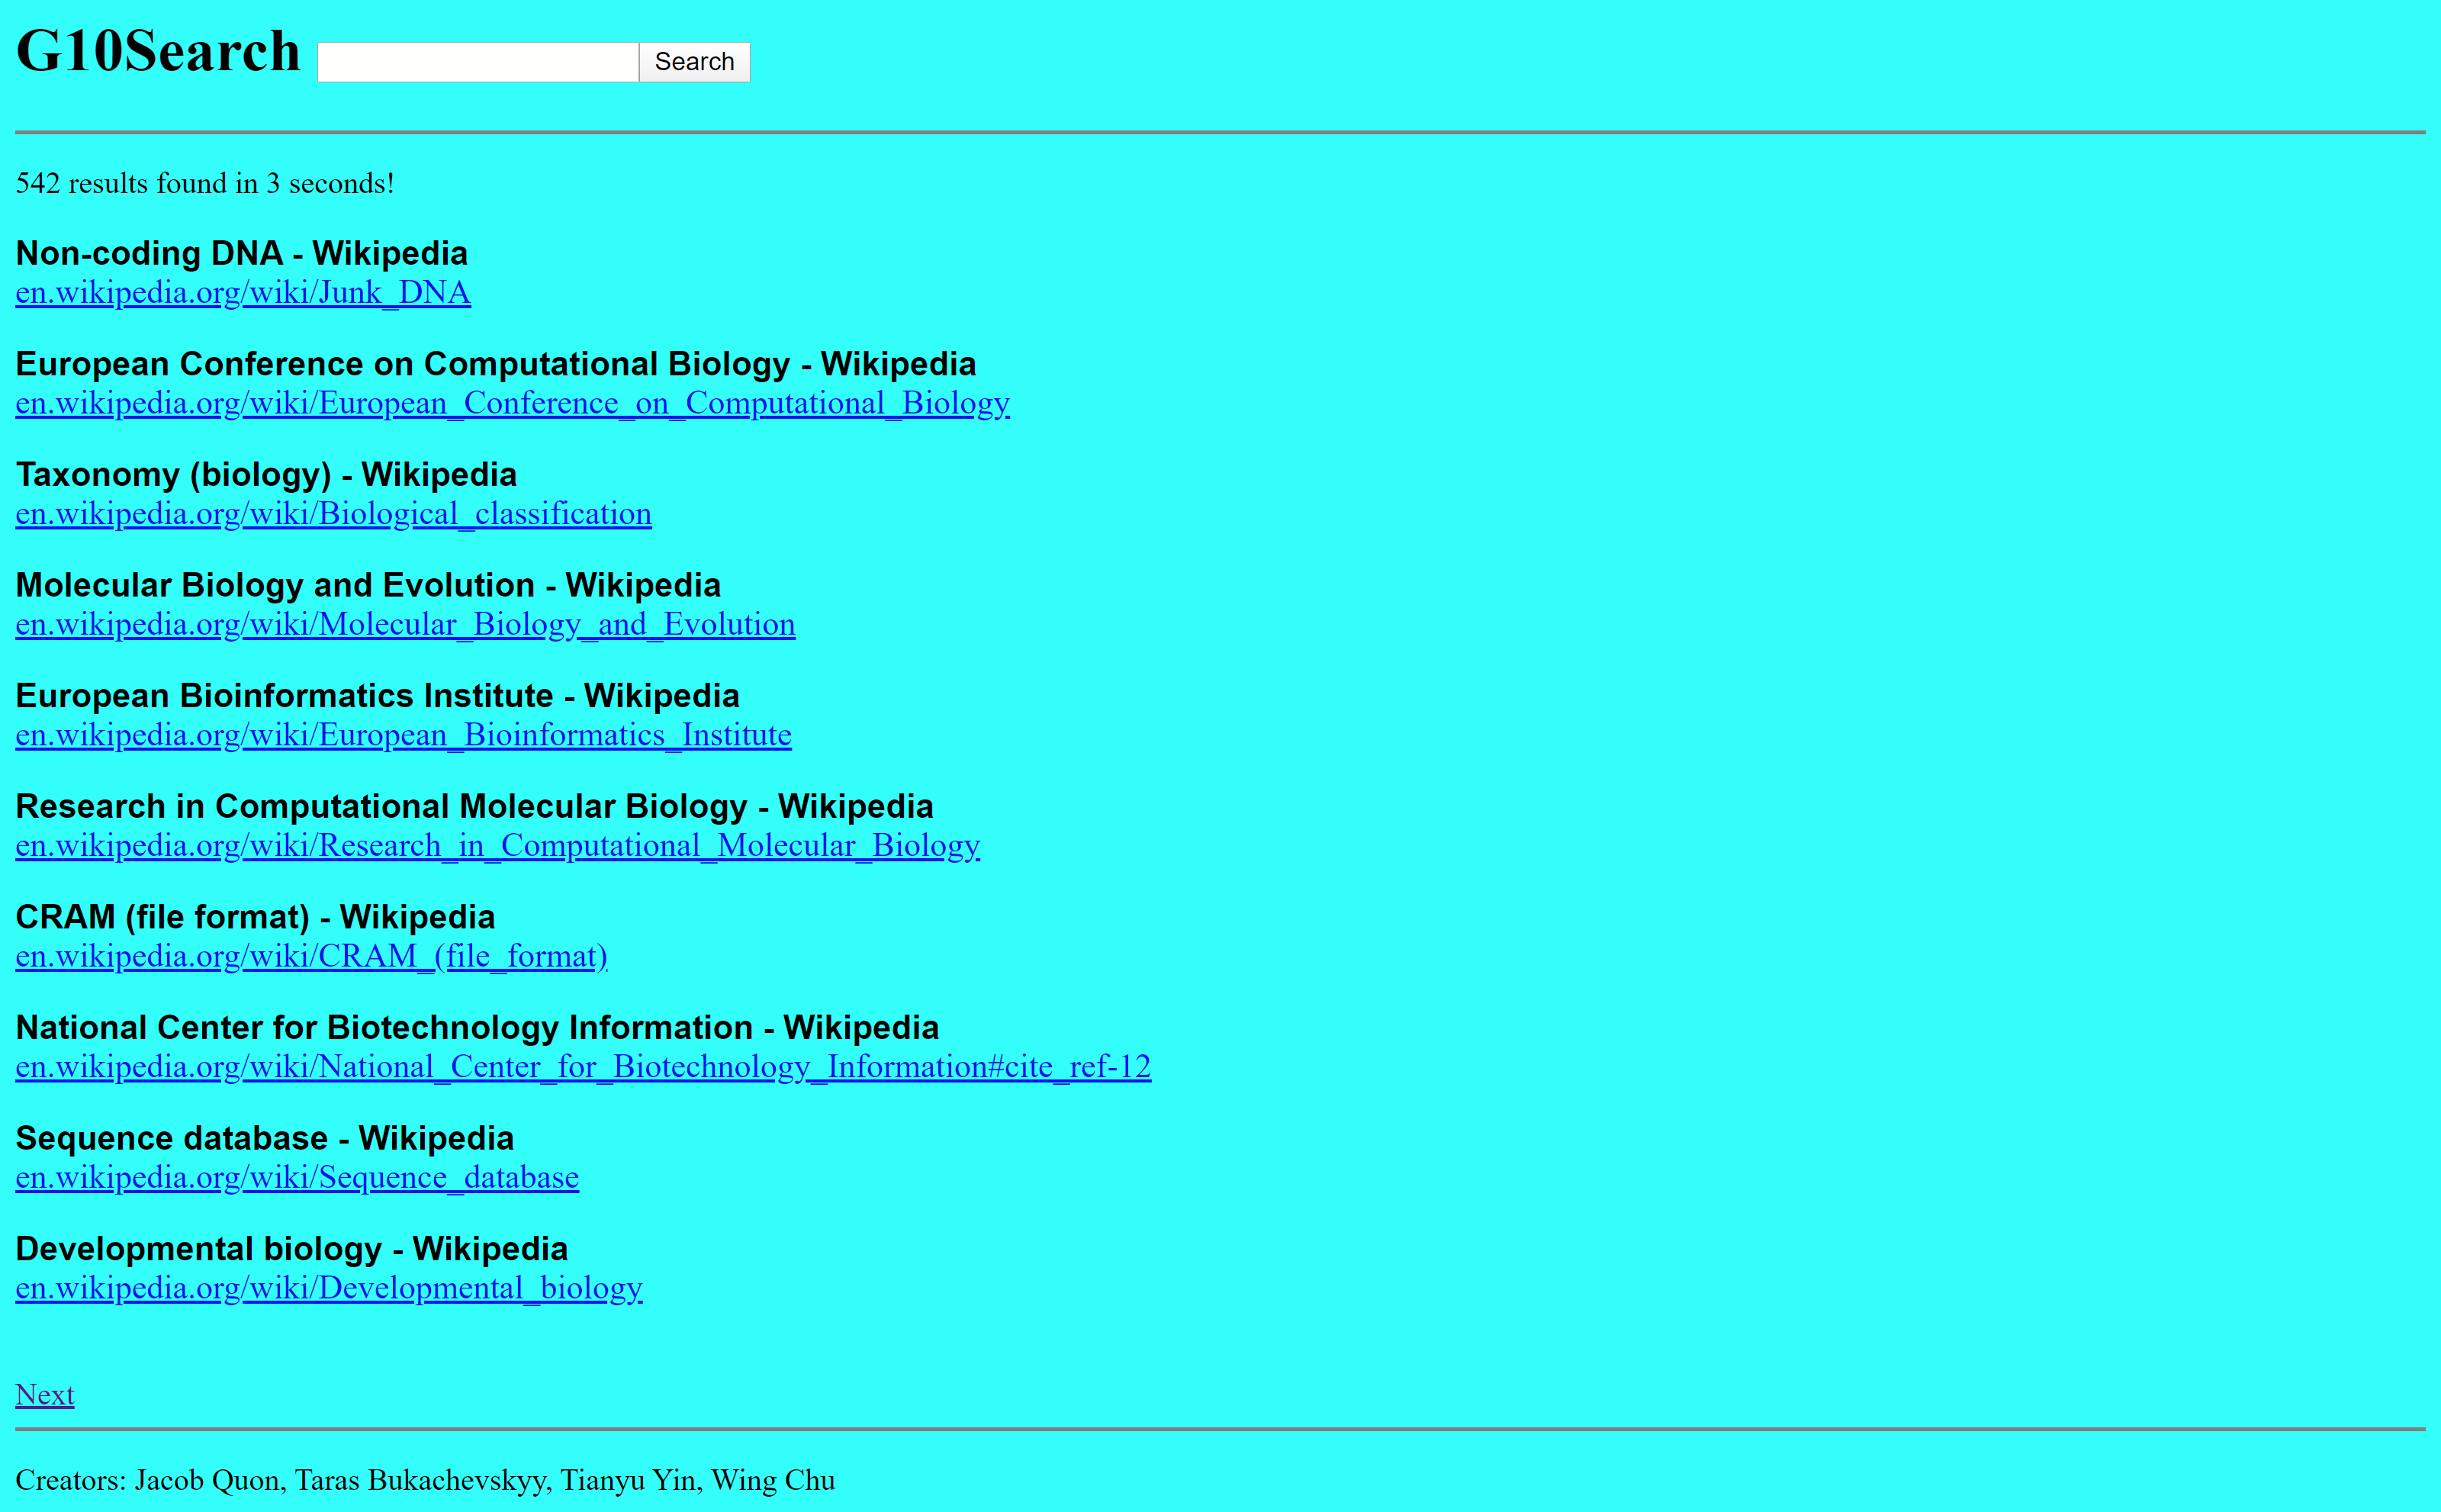 G10Search Search
542 results found in 3 seconds!
Non-coding DNA - Wikipedia
en.wikipedia.org/wiki/Junk_DNA
European Conference on Computational Biology - Wikipedia
en.wikipedia.org/wiki/European_Conference_on_Computational_Biology
Taxonomy (biology) - Wikipedia
en.wikipedia.org/wiki/Biological_classification
Molecular Biology and Evolution - Wikipedia
en.wikipedia.org/wiki/Molecular_Biology_and_Evolution
European Bioinformatics Institute - Wikipedia
en.wikipedia.org/wiki/European_Bioinformatics_Institute
Research in Computational Molecular Biology - Wikipedia
en.wikipedia.org/wiki/Research_in_Computational_Molecular_Biology
CRAM (file format) - Wikipedia
en.wikipedia.org/wiki/CRAM_(file_format)
National Center for Biotechnology Information - Wikipedia
en.wikipedia.org/wiki/National_Center_for_Biotechnology_Information#cite_ref-12
Sequence database - Wikipedia
en.wikipedia.org/wiki/Sequence_database
Developmental biology - Wikipedia
en.wikipedia.org/wiki/Developmental_biology
Next
Creators: Jacob Quon, Taras Bukachevskyy, Tianyu Yin, Wing Chu